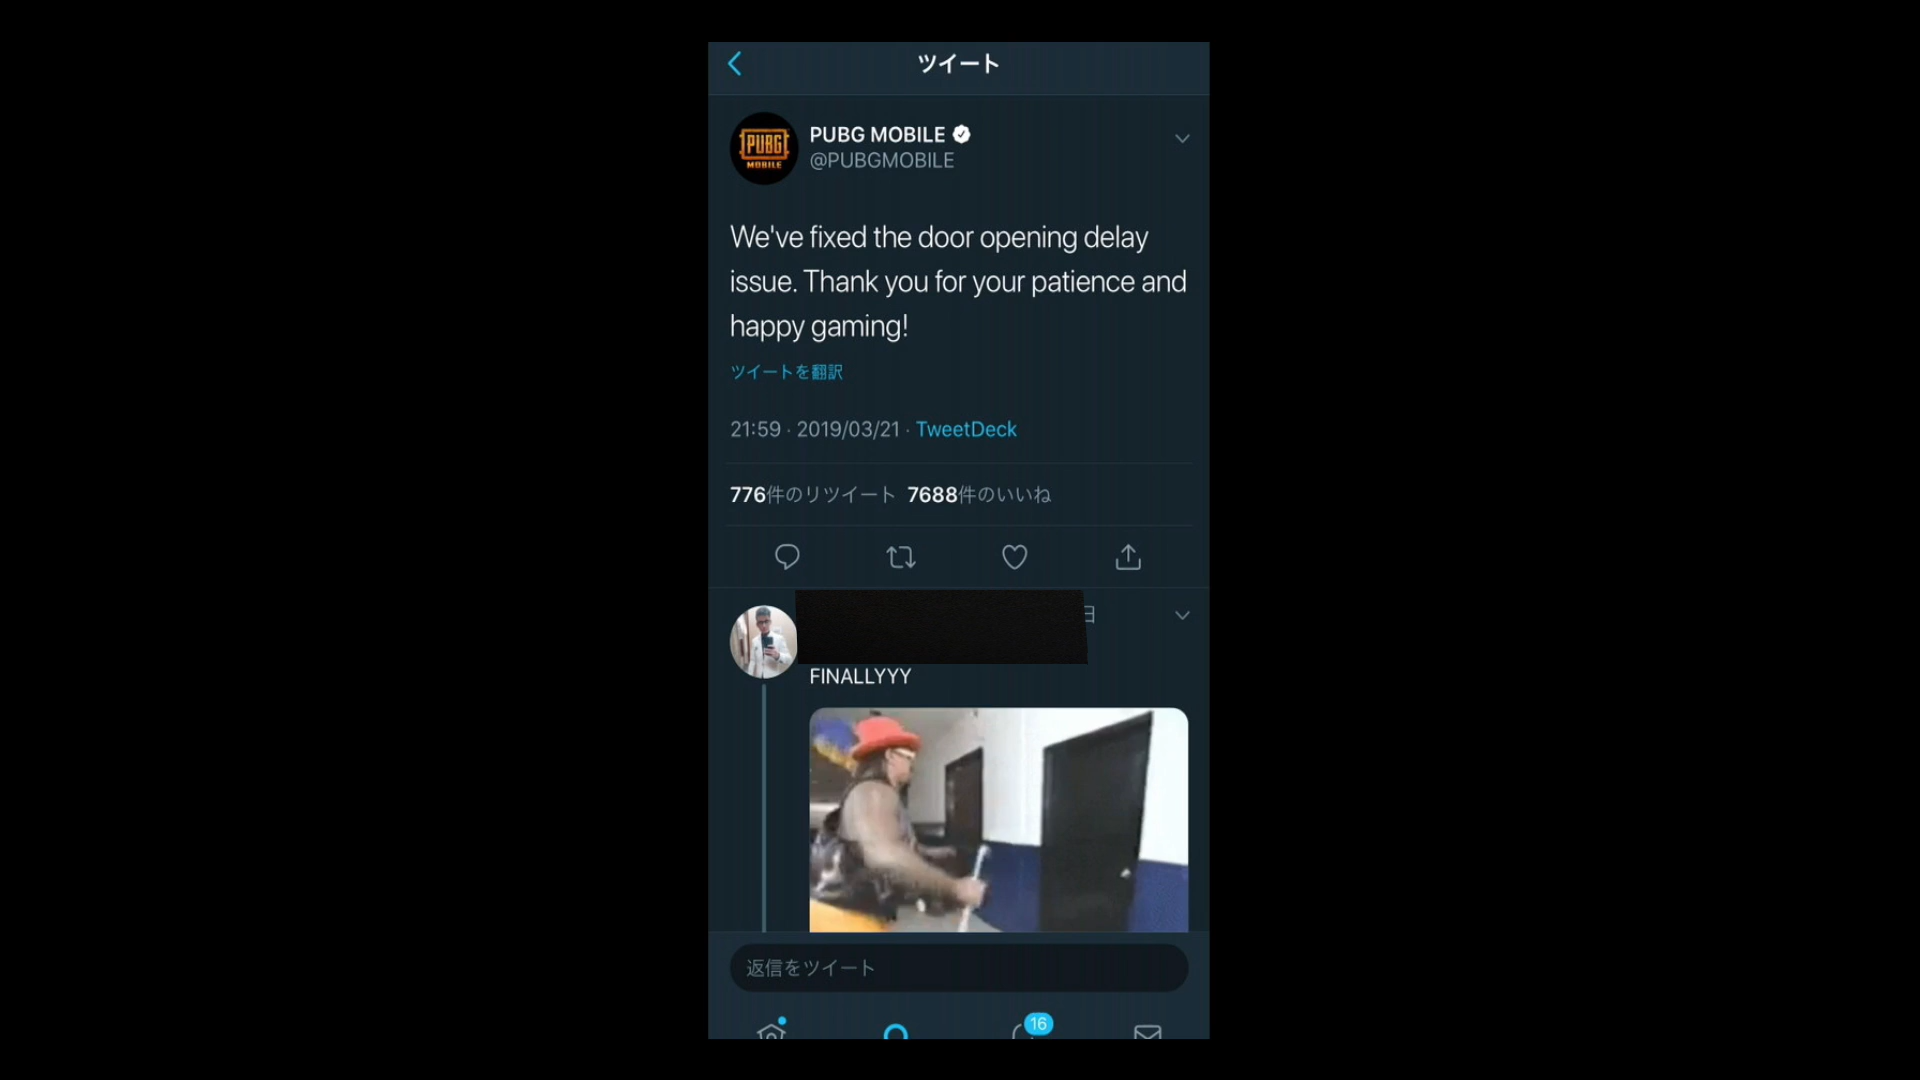 ツイート
PUBG
MOBILE
PUBG MOBILE
@PUBGMOBILE
We've fixed the door opening delay
issue. Thank you for your patience and
happy gaming!
ツイートを翻訳
21:59 · 2019/03/21 · TweetDeck
776件のリツイート 7688件のいいね
日
FINALLYYY
返信をツイート
16